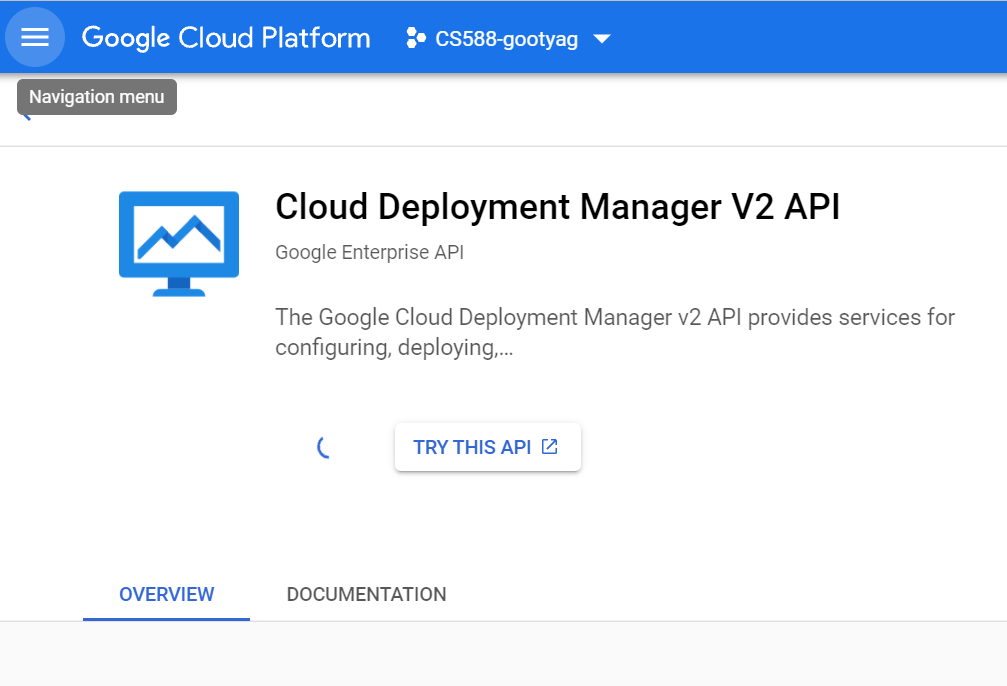 Google Cloud Platform CS588-gootyag
Navigation menu
Cloud Deployment Manager V2 API
Google Enterprise API
The Google Cloud Deployment Manager v2 API provides services for
configuring, deploying,...
TRY THIS API
OVERVIEW DOCUMENTATION